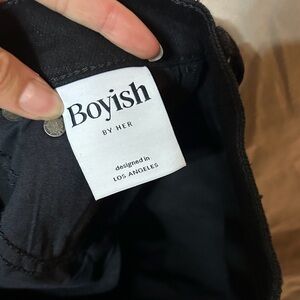 Boyish
BY HER
designed in
LOS ANGELES